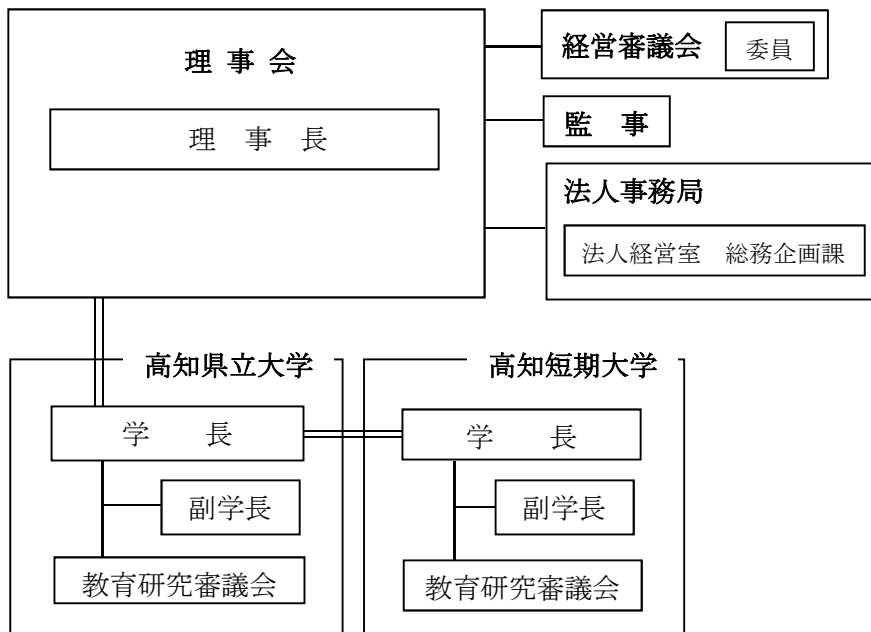 理 事 会
理　事　長
経営審議会　委員
監　事
法人事務局
法人経営室　総務企画課
高知県立大学
学　　長
副学長
教育研究審議会
高知短期大学
学　　長
副学長
教育研究審議会